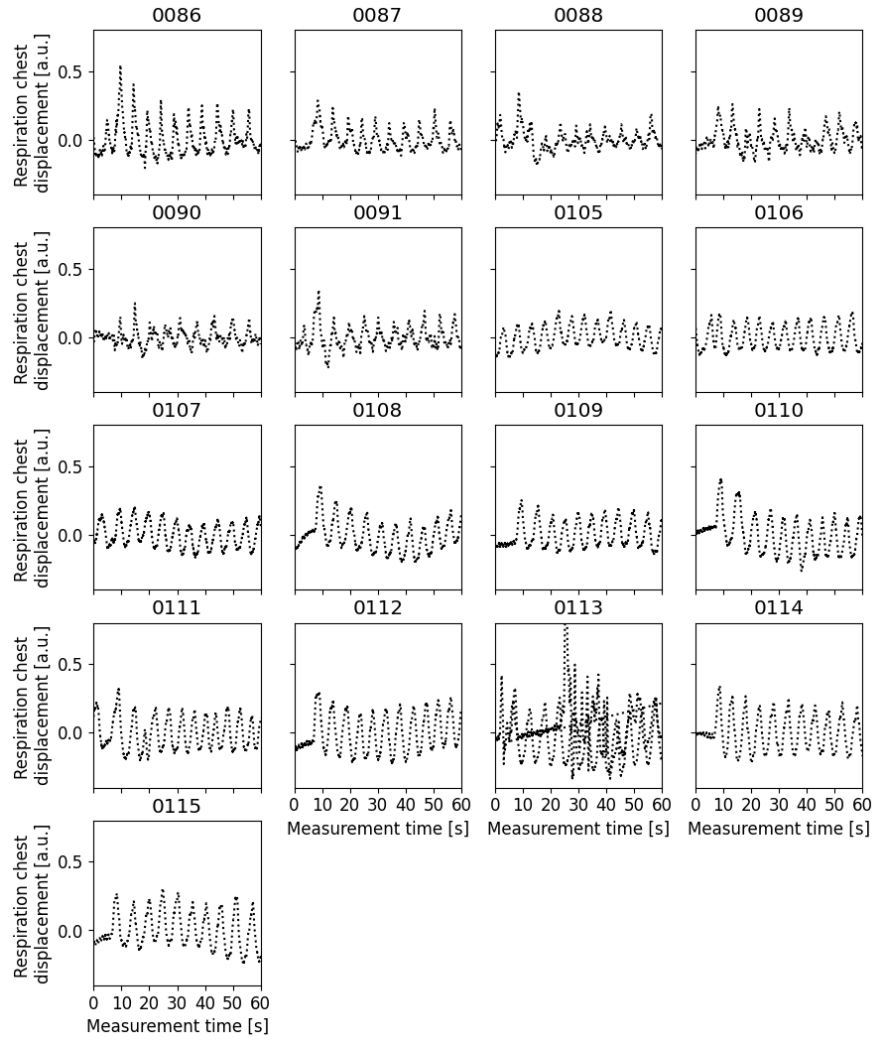 0086 0087 0088 0089
Respiration chest
displacement [a.u.]
0.5
0.0
0090 0091 0105 0106
Respiration chest
displacement [a.u.]
0.5
0.0
0107 0108 0109 0110
Respiration chest
displacement [a.u.]
0.5
0.0
0111 0112 0113 0114
Respiration chest
displacement [a.u.]
0.5
0.0
0 10 20 30 40 50 60 0 10 20 30 40 50 60 0 10 20 30 40 50 60
0115 Measurement time [s] Measurement time [s] Measurement time [s]
Respiration chest
displacement [a.u.]
0.5
0.0
0 10 20 30 40 50 60
Measurement time [s]